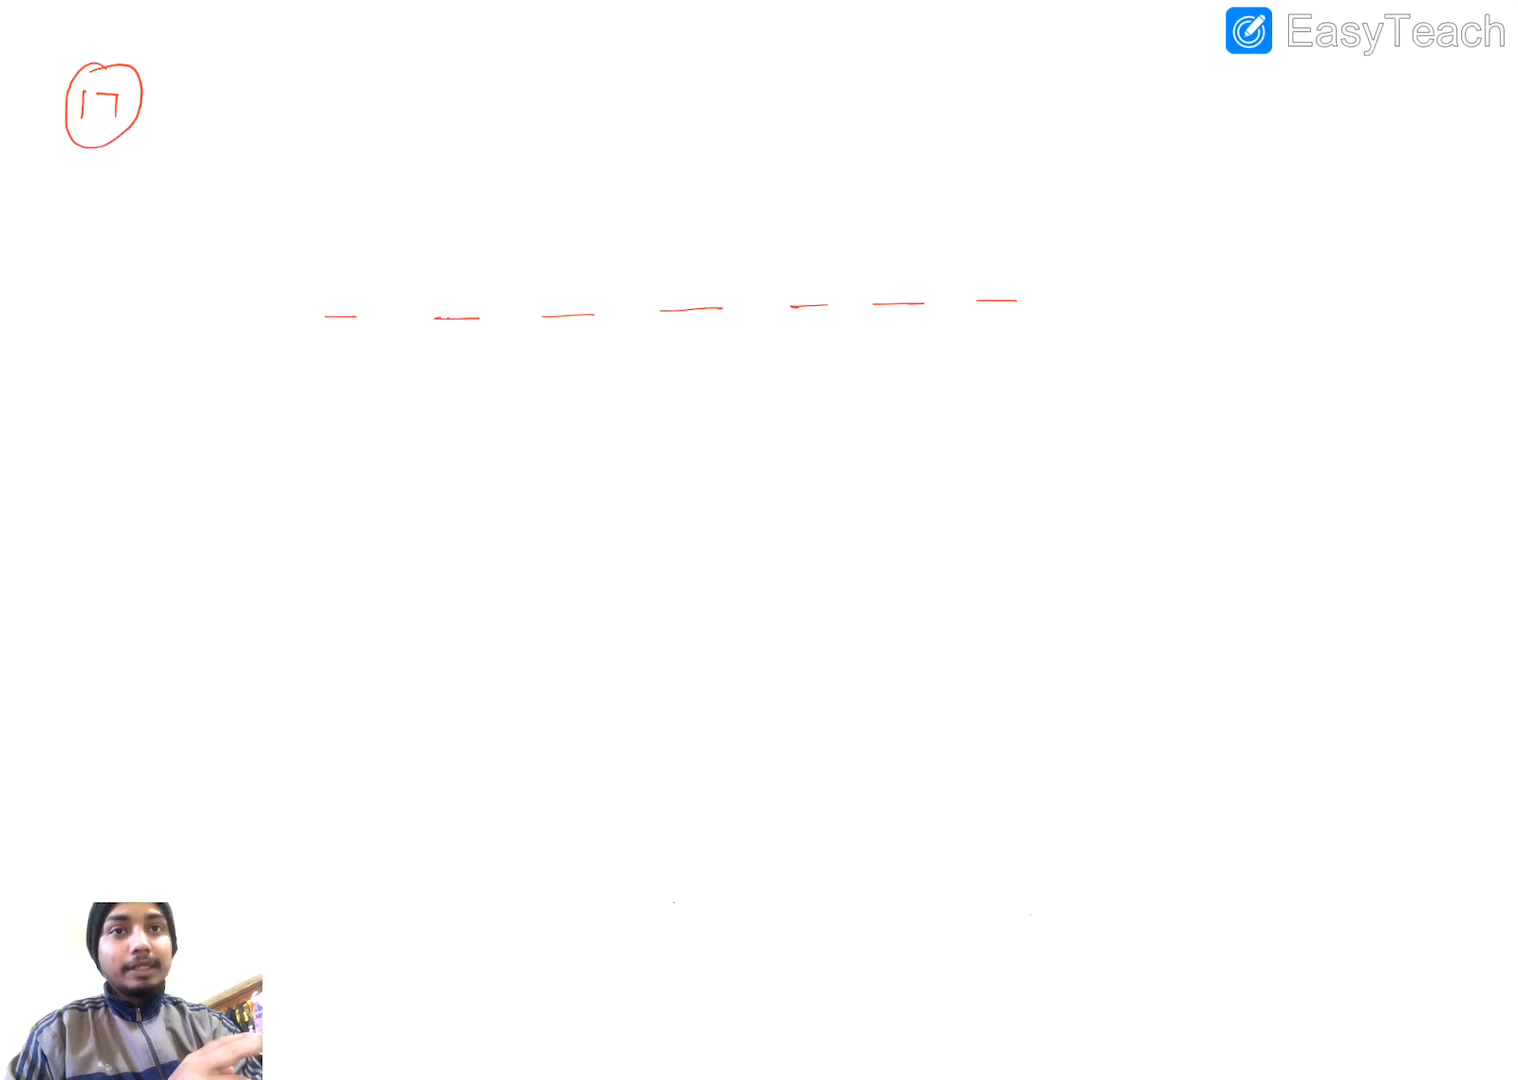 EasyTeach
17
_ _ _ _ _ _ _